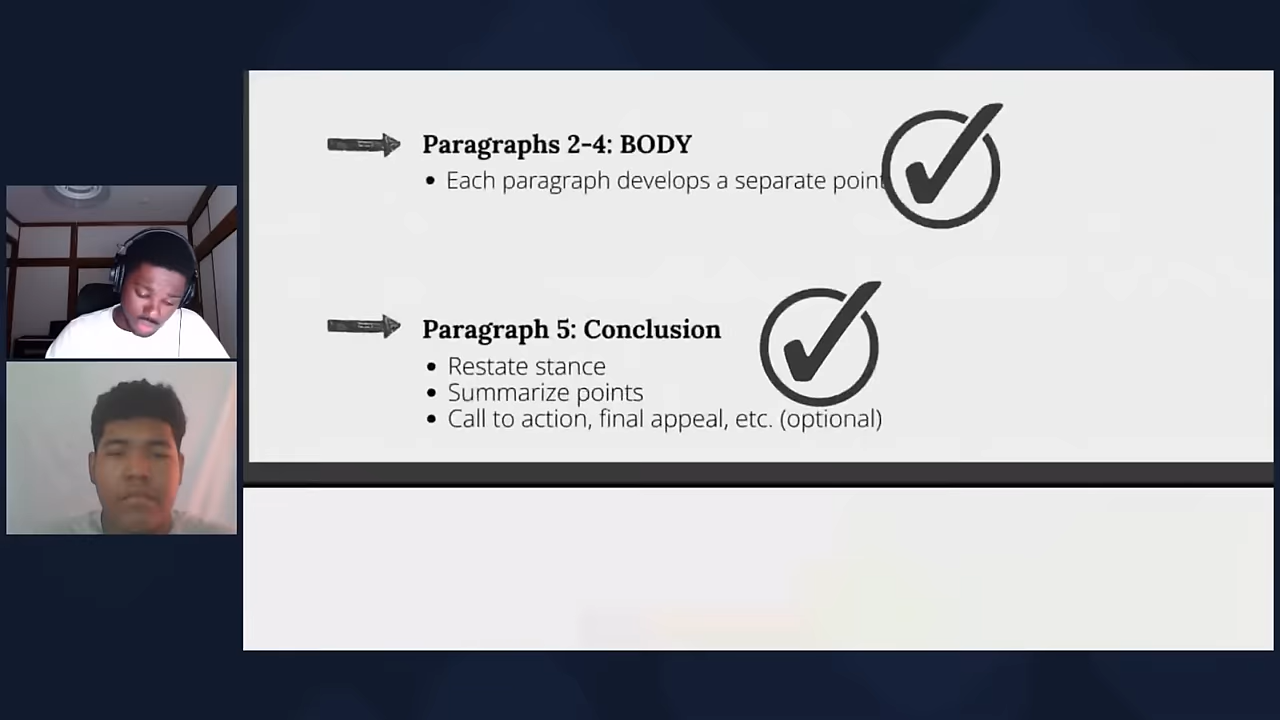 Paragraphs 2-4: BODY
Each paragraph develops a separate point
Paragraph 5: Conclusion
Restate stance
Summarize points
Call to action, final appeal, etc. (optional)